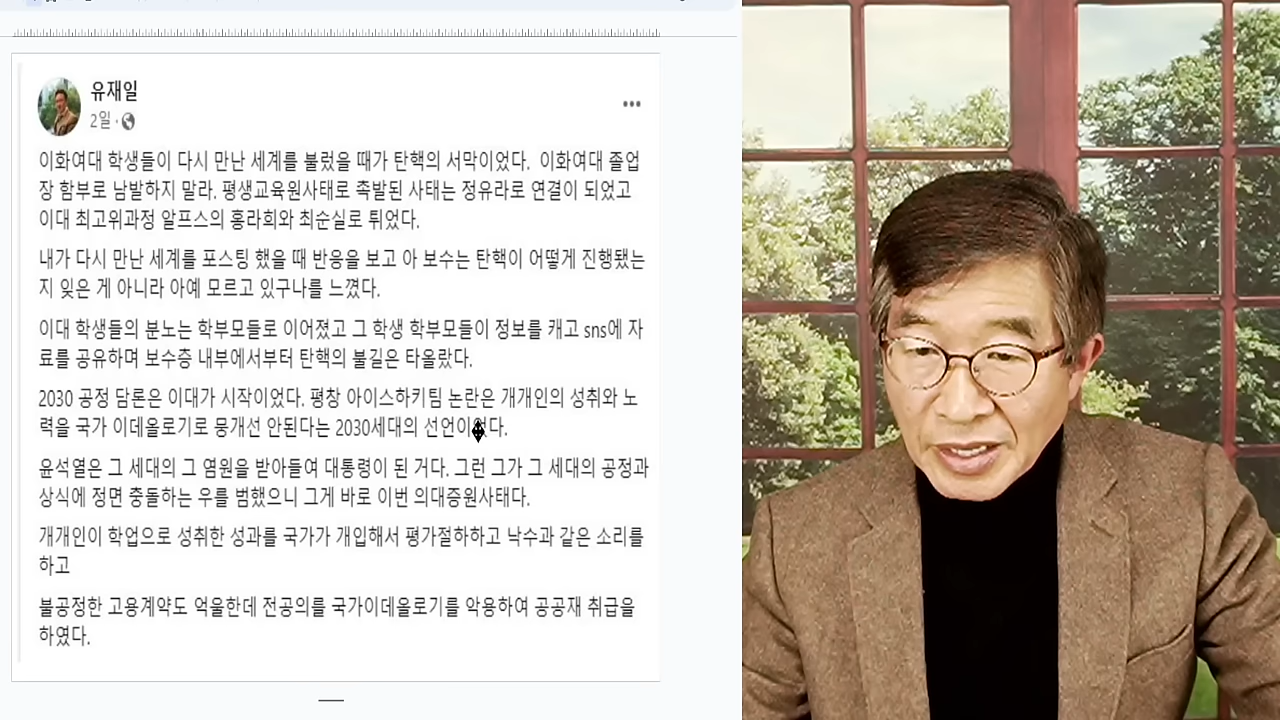 유재일
2일 ·
이화여대 학생들이 다시 만난 세계를 불렀을 때가 탄핵의 서막이었다. 이화여대 졸업
장 함부로 남발하지 말라. 평생교육원사태로 촉발된 사태는 정유라로 연결이 되었고
이대 최고위과정 알프스의 홍라희와 최순실로 튀었다.
내가 다시 만난 세계를 포스팅 했을 때 반응을 보고 아 보수는 탄핵이 어떻게 진행됐는
지 잊은 게 아니라 아예 모르고 있구나를 느꼈다.
이대 학생들의 분노는 학부모들로 이어졌고 그 학생 학부모들이 정보를 캐고 sns에 자
료를 공유하며 보수층 내부에서부터 탄핵의 불길은 타올랐다.
2030 공정 담론은 이대가 시작이었다. 평창 아이스하키팀 논란은 개개인의 성취와 노
력을 국가 이데올로기로 뭉개선 안된다는 2030세대의 선언이었다.
윤석열은 그 세대의 그 염원을 받아들여 대통령이 된 거다. 그런 그가 그 세대의 공정과
상식에 정면 충돌하는 우를 범했으니 그게 바로 이번 의대증원사태다.
개개인이 학업으로 성취한 성과를 국가가 개입해서 평가절하하고 낙수과 같은 소리를
하고
불공정한 고용계약도 억울한데 전공의를 국가이데올로기를 악용하여 공공재 취급을
하였다.